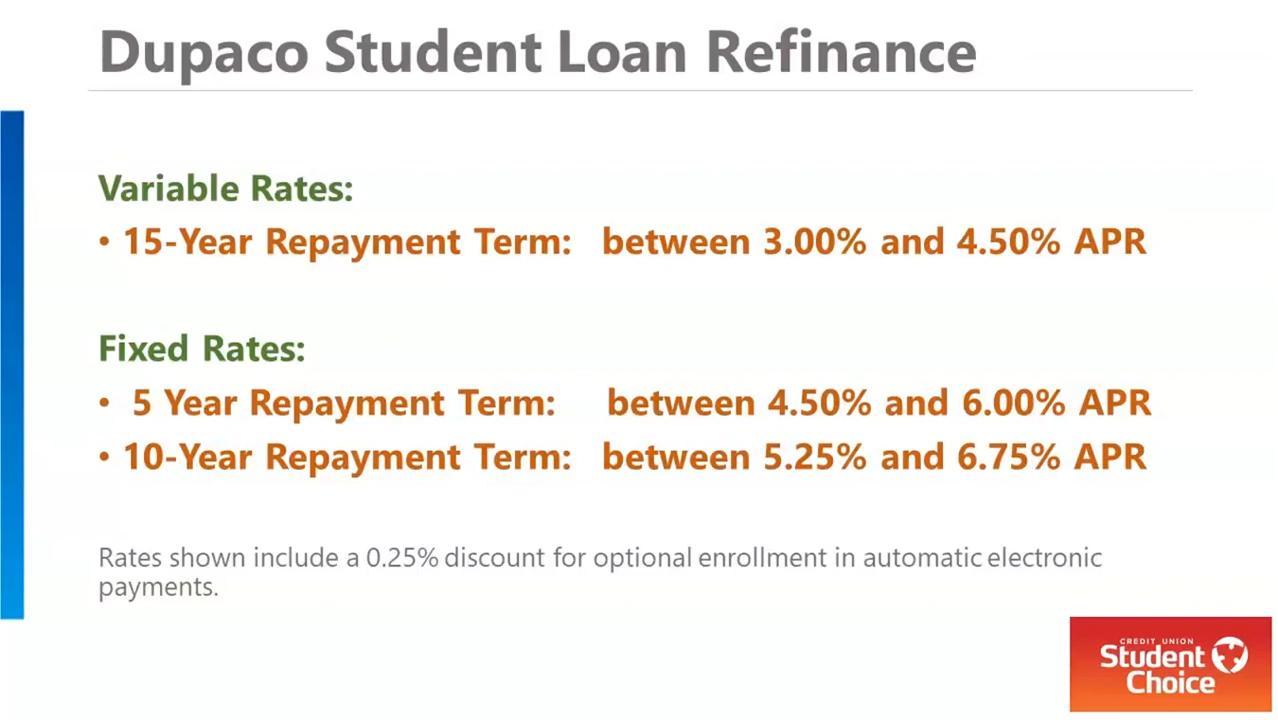 Dupaco Student Loan Refinance
Variable Rates:
• 15-Year Repayment Term: between 3.00% and 4.50% APR
Fixed Rates:
• 5 Year Repayment Term: between 4.50% and 6.00% APR
• 10-Year Repayment Term: between 5.25% and 6.75% APR
Rates shown include a 0.25% discount for optional enrollment in automatic electronic
payments.
CREDIT UNION
Student
Choice